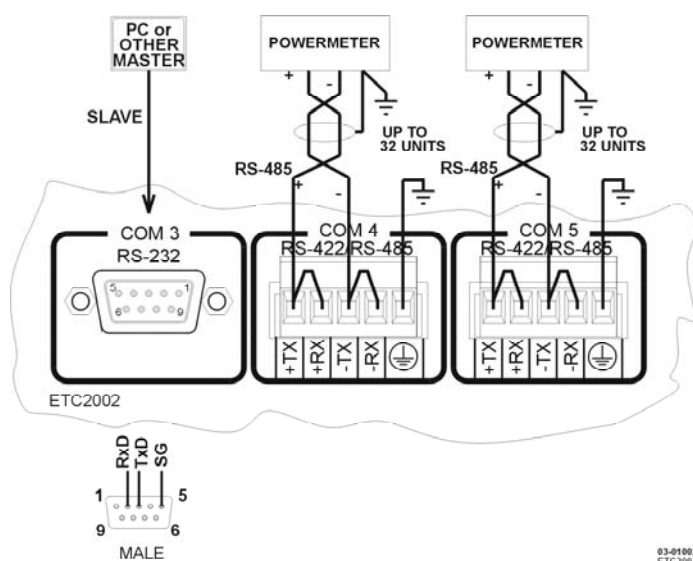 PC or
OTHER
MASTER
SLAVE
POWERMETER
+ -
UP TO
32 UNITS
RS-485
+ -
POWERMETER
+ -
UP TO
32 UNITS
RS-485
+ -
COM 3
RS-232
5 1
6 9
COM 4
RS-422/RS-485
+TX
+RX
-TX
-RX
COM 5
RS-422/RS-485
+TX
+RX
-TX
-RX
ETC2002
RxD
TxD
SG
1 5
9 6
MALE